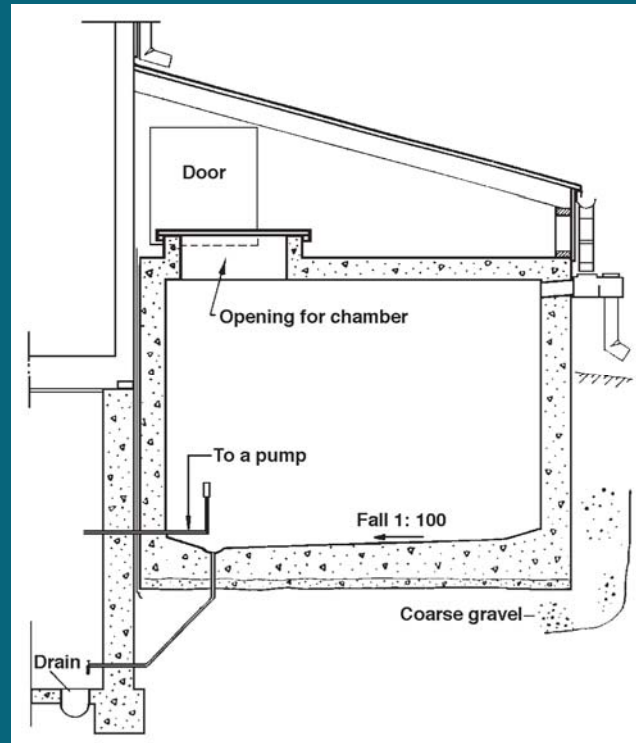 Door
Opening for chamber
To a pump
Fall 1: 100
Coarse gravel
Drain